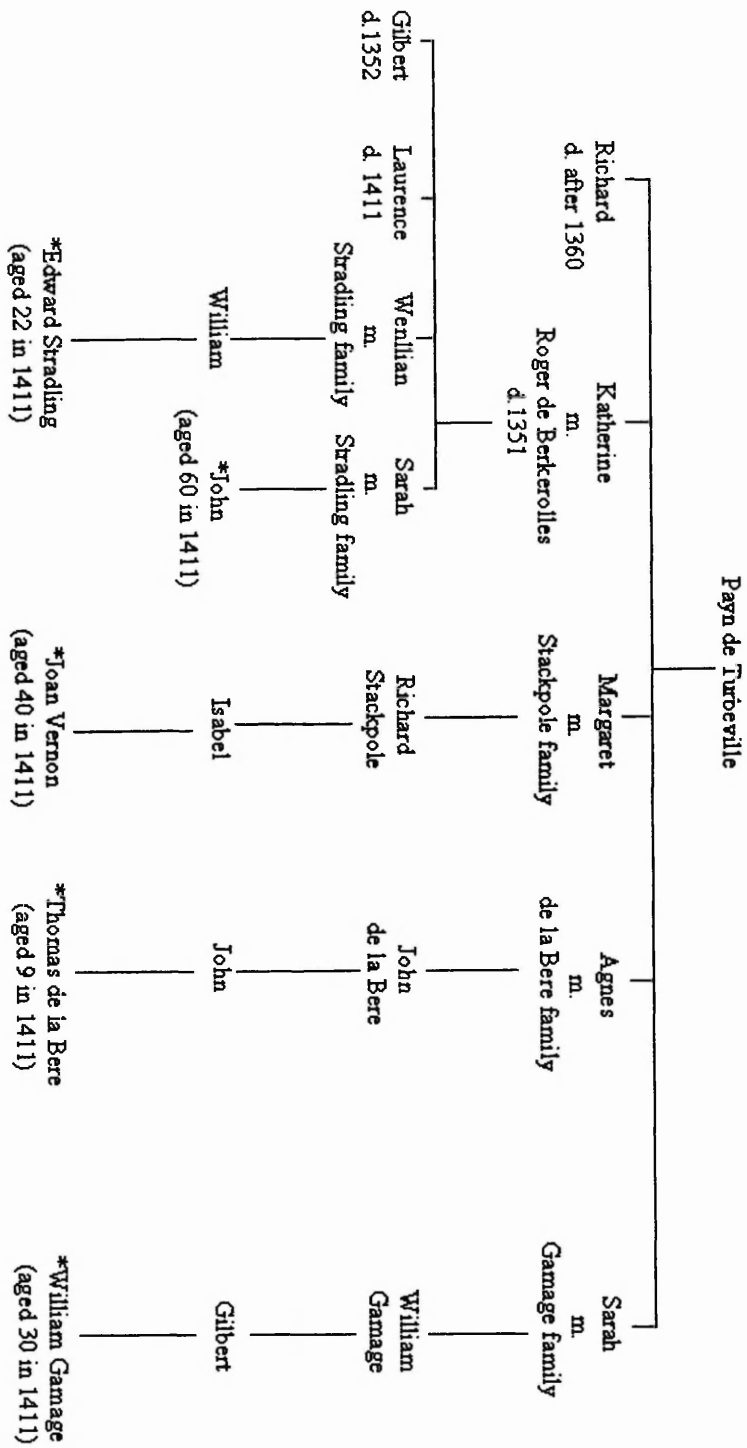 Payn de Turbeville
Richard
d. after 1360
Katherine
m.
Roger de Berkerolles
d.1351
Margaret
m.
Stackpole family
Agnes
m.
de la Bere family
Sarah
m.
Gamage family
Gilbert
d.1352
Laurence
d. 1411
Wenllian
m.
Stradling family
Sarah
m.
Stradling family
Richard
Stackpole
John
de la Bere
William
Gamage
William
*John
(aged 60 in 1411)
Isabel
John
Gilbert
*Edward Stradling
(aged 22 in 1411)
*Joan Vernon
(aged 40 in 1411)
*Thomas de la Bere
(aged 9 in 1411)
*William Gamage
(aged 30 in 1411)